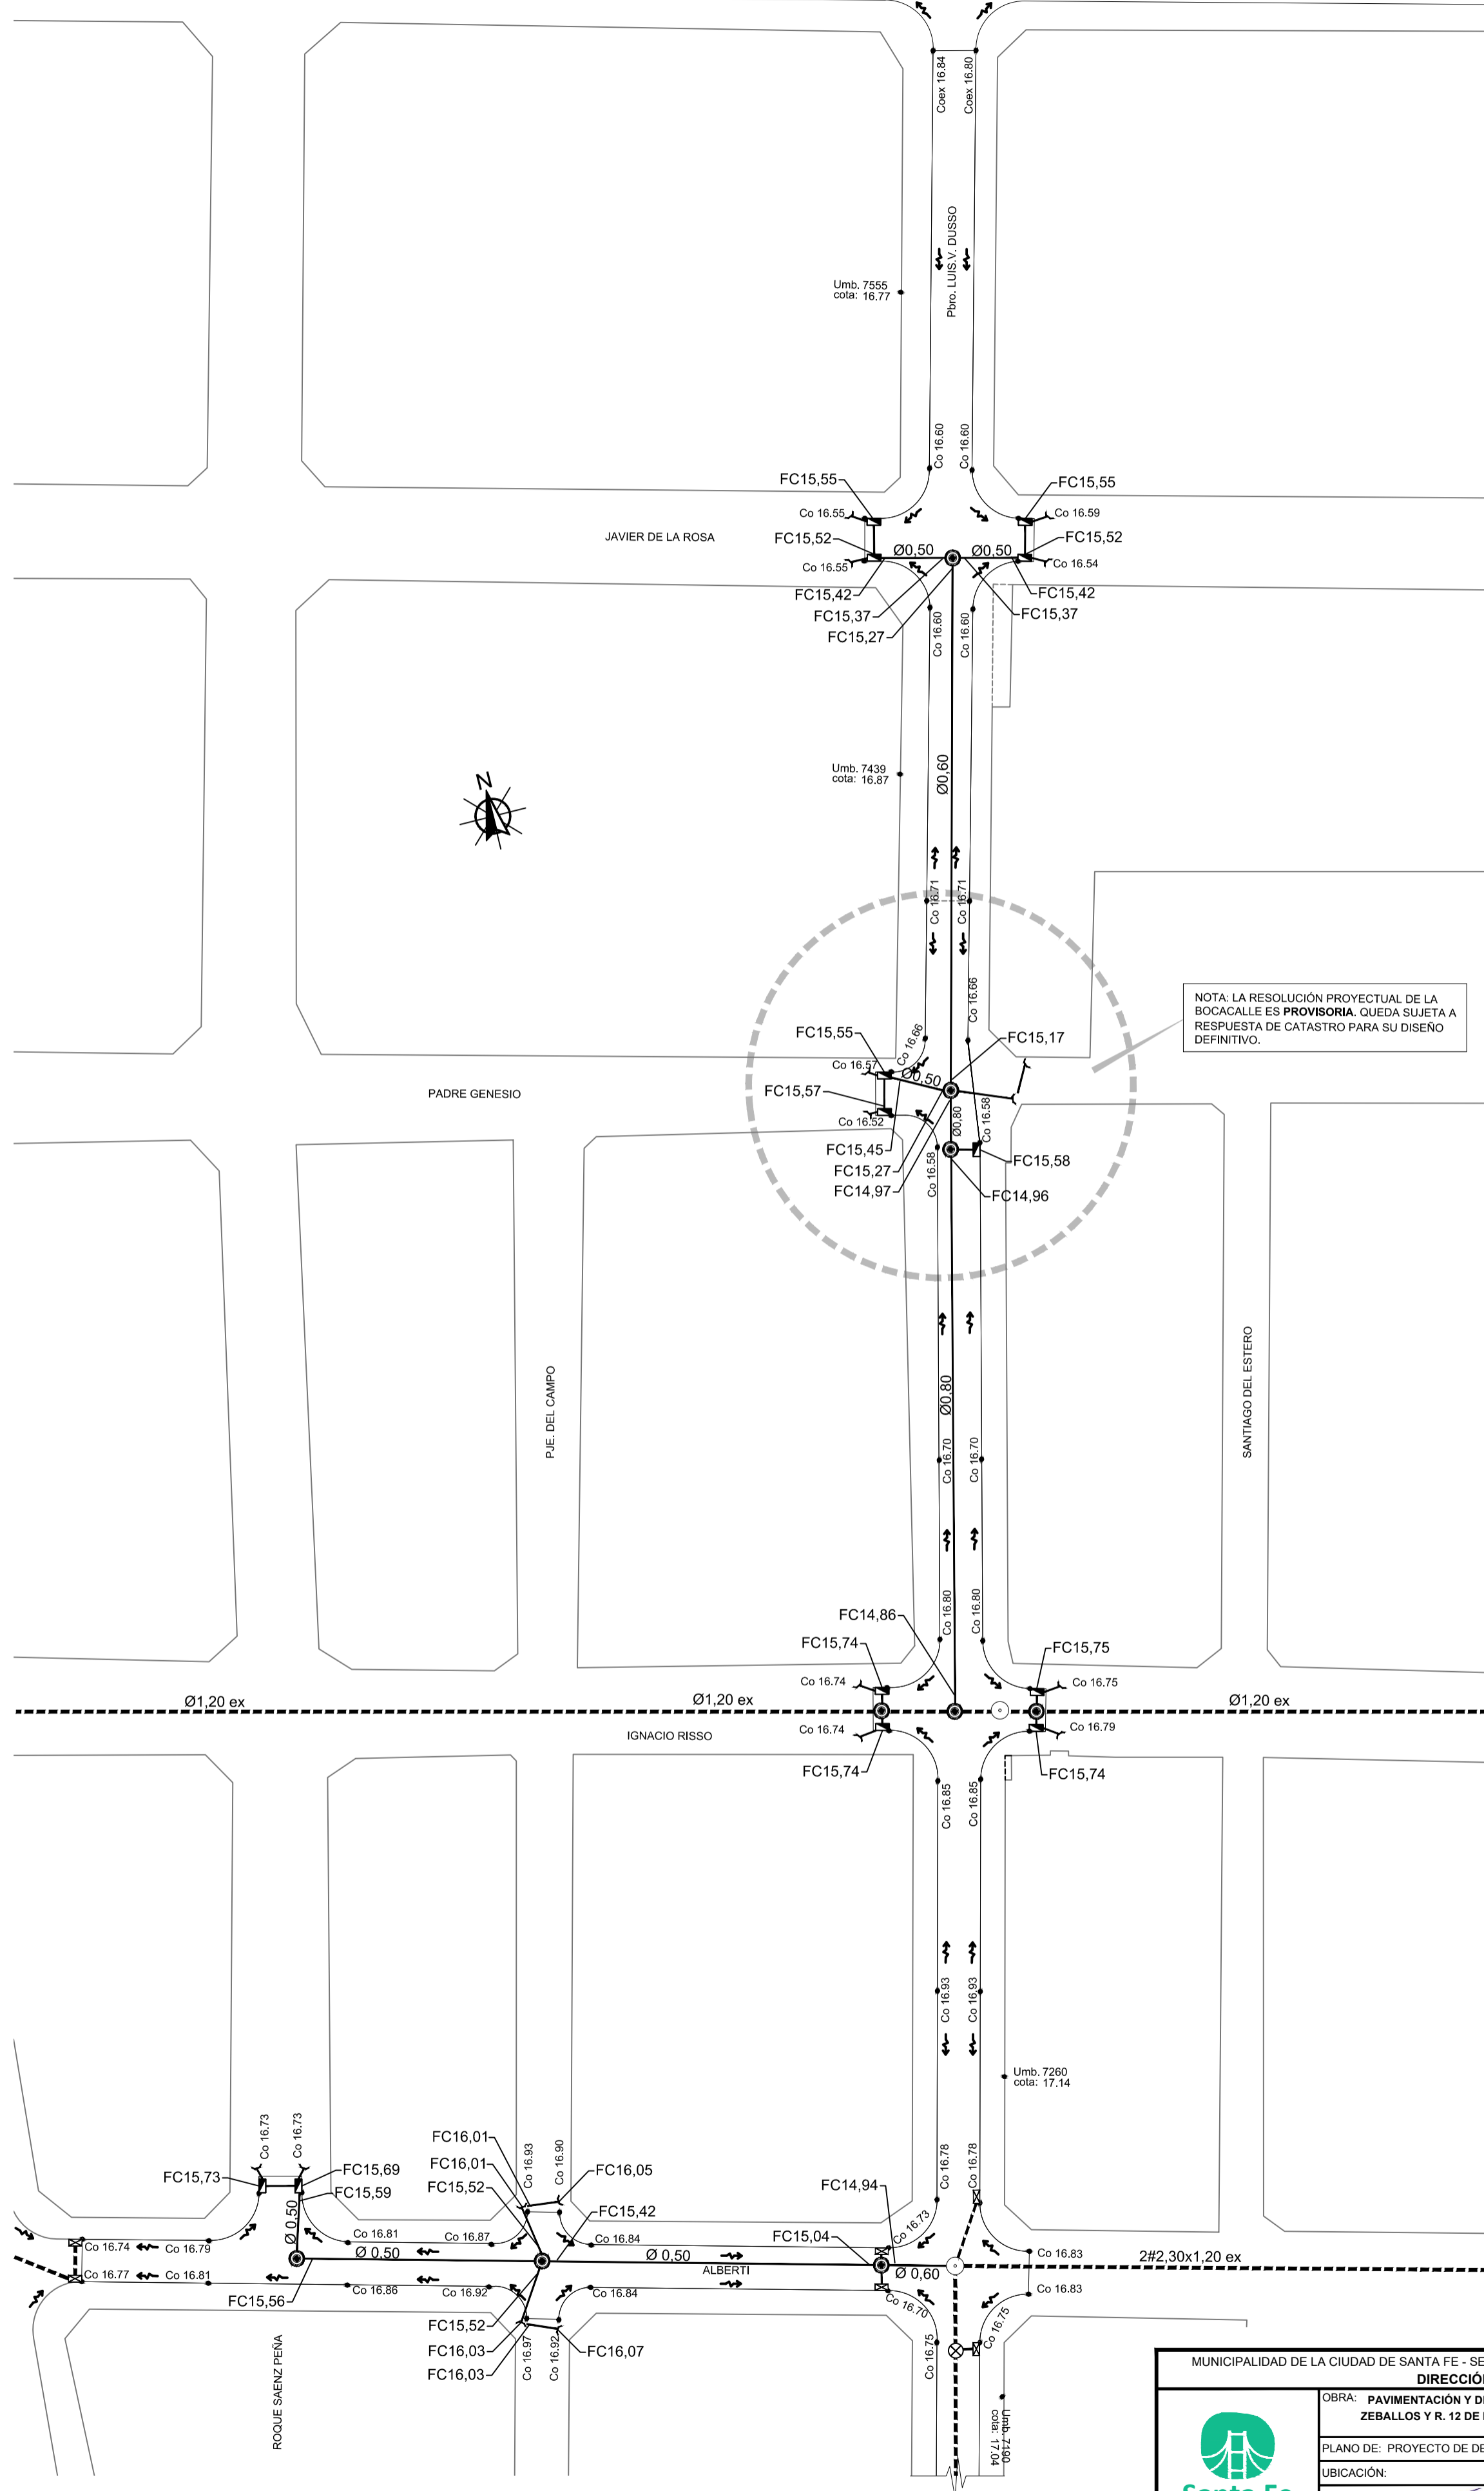 Coex 16.84
Coex 16.80
Pbro. LUIS.V. DUSSO
Umb. 7555
cota: 16.77
Co 16.60
Co 16.60
FC15,55
FC15,55
Co 16.55
Co 16.59
JAVIER DE LA ROSA
FC15,52
Ø0,50
Ø0,50
FC15,52
Co 16.55
Co 16.54
FC15,42
FC15,42
FC15,37
FC15,37
FC15,27
Co 16.60
Co 16.60
Umb. 7439
cota: 16.87
Ø0,60
N
Co 16.71
Co 16.71
NOTA: LA RESOLUCIÓN PROYECTUAL DE LA
BOCACALLE ES PROVISORIA. QUEDA SUJETA A
RESPUESTA DE CATASTRO PARA SU DISEÑO
DEFINITIVO.
Co 16.66
FC15,55
Co 16.66
FC15,17
Co 16.57
Ø0,50
PADRE GENESIO
FC15,57
Co 16.52
Ø0,80
Co 16.58
FC15,45
Co 16.58
FC15,58
FC15,27
FC14,97
FC14,96
PJE. DEL CAMPO
Ø0,80
SANTIAGO DEL ESTERO
Co 16.70
Co 16.70
Co 16.80
Co 16.80
FC14,86
FC15,74
FC15,75
Co 16.74
Co 16.75
Ø1,20 ex
Ø1,20 ex
Ø1,20 ex
IGNACIO RISSO
Co 16.74
Co 16.79
FC15,74
FC15,74
Co 16.85
Co 16.85
Co 16.93
Co 16.93
Umb. 7260
cota: 17.14
Co 16.73
Co 16.73
FC16,01
Co 16.93
Co 16.90
Co 16.78
Co 16.78
FC15,73
FC15,69
FC16,01
FC16,05
FC15,59
FC15,52
FC14,94
Ø 0,50
FC15,42
Co 16.73
Co 16.74
Co 16.79
Co 16.81
Co 16.87
Co 16.84
FC15,04
Ø 0,50
Ø 0,50
ALBERTI
Ø 0,60
Co 16.83
2#2,30x1,20 ex
Co 16.77
Co 16.81
Co 16.86
Co 16.92
Co 16.84
Co 16.70
Co 16.83
FC15,56
FC15,52
Co 16.75
FC16,03
Co 16.97
Co 16.92
FC16,07
Co 16.75
FC16,03
ROQUE SAENZ PEÑA
Umb. 7190
cota: 17.04
MUNICIPALIDAD DE LA CIUDAD DE SANTA FE - SE
DIRECCIÓN
OBRA: PAVIMENTACIÓN Y D
ZEBALLOS Y R. 12 DE
PLANO DE: PROYECTO DE DE
UBICACIÓN:
Santa Fe